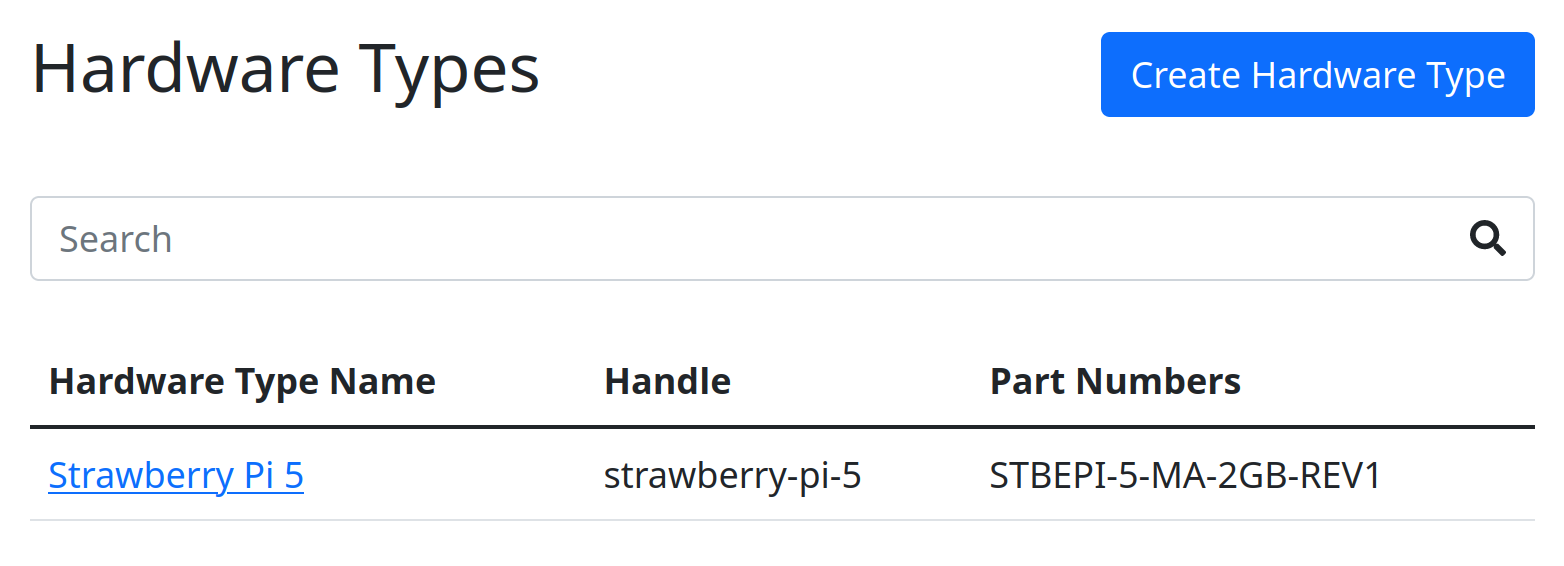 Hardware Types
Create Hardware Type
Search
Hardware Type Name Handle Part Numbers
Strawberry Pi 5 strawberry-pi-5 STBEPI-5-MA-2GB-REV1